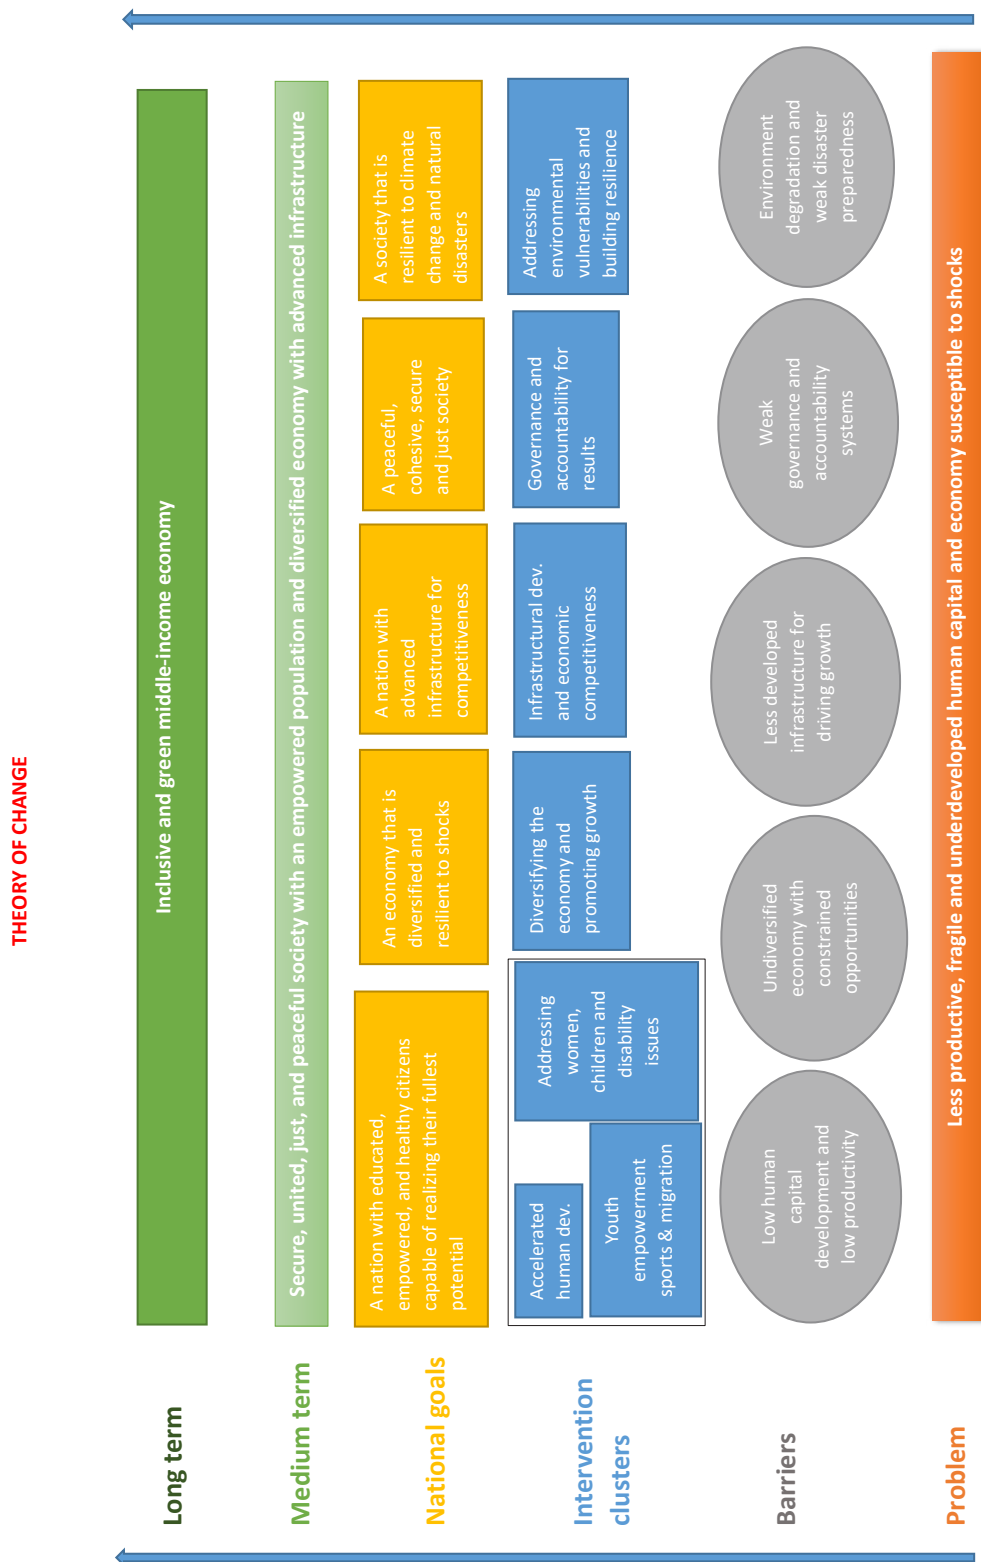 THEORY OF CHANGE
Long term
Inclusive and green middle-income economy
Medium term
Secure, united, just, and peaceful society with an empowered population and diversified economy with advanced infrastructure
National goals
A nation with educated,
empowered, and healthy citizens
capable of realizing their fullest
potential
An economy that is
diversified and
resilient to shocks
A nation with
advanced
infrastructure for
competitiveness
A peaceful,
cohesive, secure
and just society
A society that is
resilient to climate
change and natural
disasters
Intervention
clusters
Accelerated
human dev.
Youth
empowerment
sports & migration
Addressing
women,
children and
disability
issues
Diversifying the
economy and
promoting growth
Infrastructural dev.
and economic
competitiveness
Governance and
accountability for
results
Addressing
environmental
vulnerabilities and
building resilience
Barriers
Low human
capital
development and
low productivity
Undiversified
economy with
constrained
opportunities
Less developed
infrastructure for
driving growth
Weak
governance and
accountability
systems
Environment
degradation and
weak disaster
preparedness
Problem
Less productive, fragile and underdeveloped human capital and economy susceptible to shocks